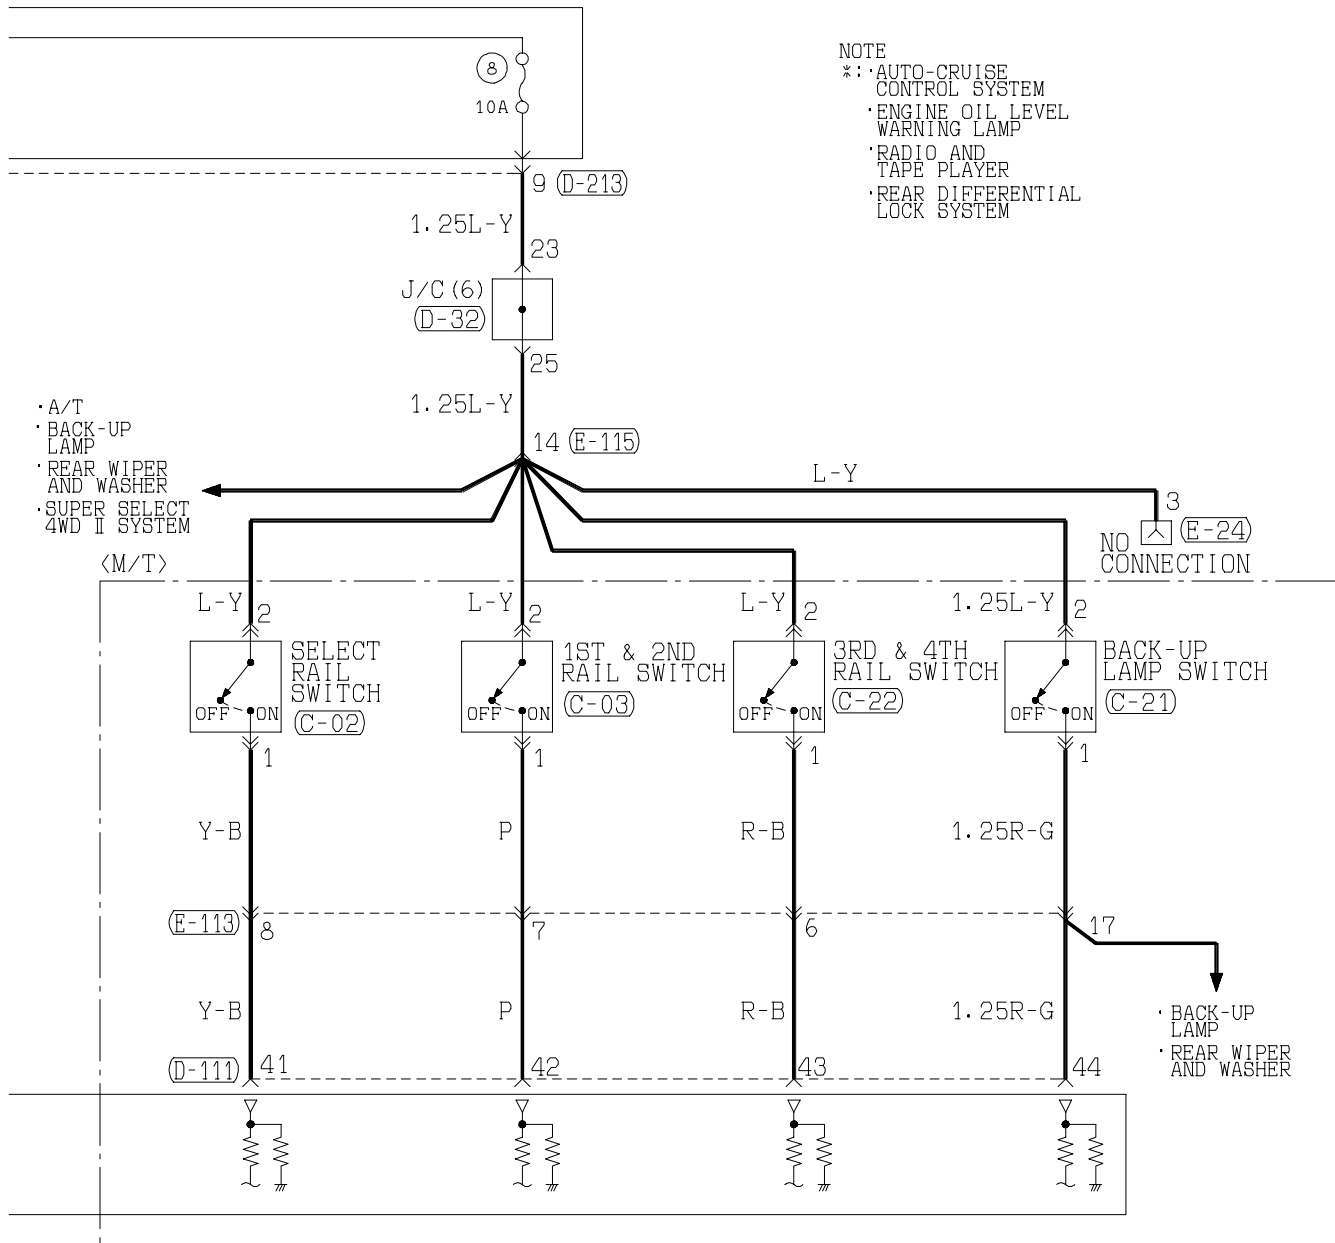 8
10A
NOTE
*:·AUTO-CRUISE
CONTROL SYSTEM
·ENGINE OIL LEVEL
WARNING LAMP
·RADIO AND
TAPE PLAYER
·REAR DIFFERENTIAL
LOCK SYSTEM
9 (D-213)
1.25L-Y
23
J/C(6)
(D-32)
25
1.25L-Y
14 (E-115)
·A/T
·BACK-UP
LAMP
·REAR WIPER
AND WASHER
·SUPER SELECT
4WD Ⅱ SYSTEM
L-Y
3
(E-24)
NO
CONNECTION
〈M/T〉
L-Y 2
L-Y 2
L-Y 2
1.25L-Y 2
SELECT
RAIL
SWITCH
(C-02)
OFF ON
1ST & 2ND
RAIL SWITCH
(C-03)
OFF ON
3RD & 4TH
RAIL SWITCH
(C-22)
OFF ON
BACK-UP
LAMP SWITCH
(C-21)
OFF ON
1 1 1 1
Y-B P R-B 1.25R-G
(E-113) 8 7 6 17
Y-B P R-B 1.25R-G
·BACK-UP
LAMP
·REAR WIPER
AND WASHER
(D-111) 41 42 43 44